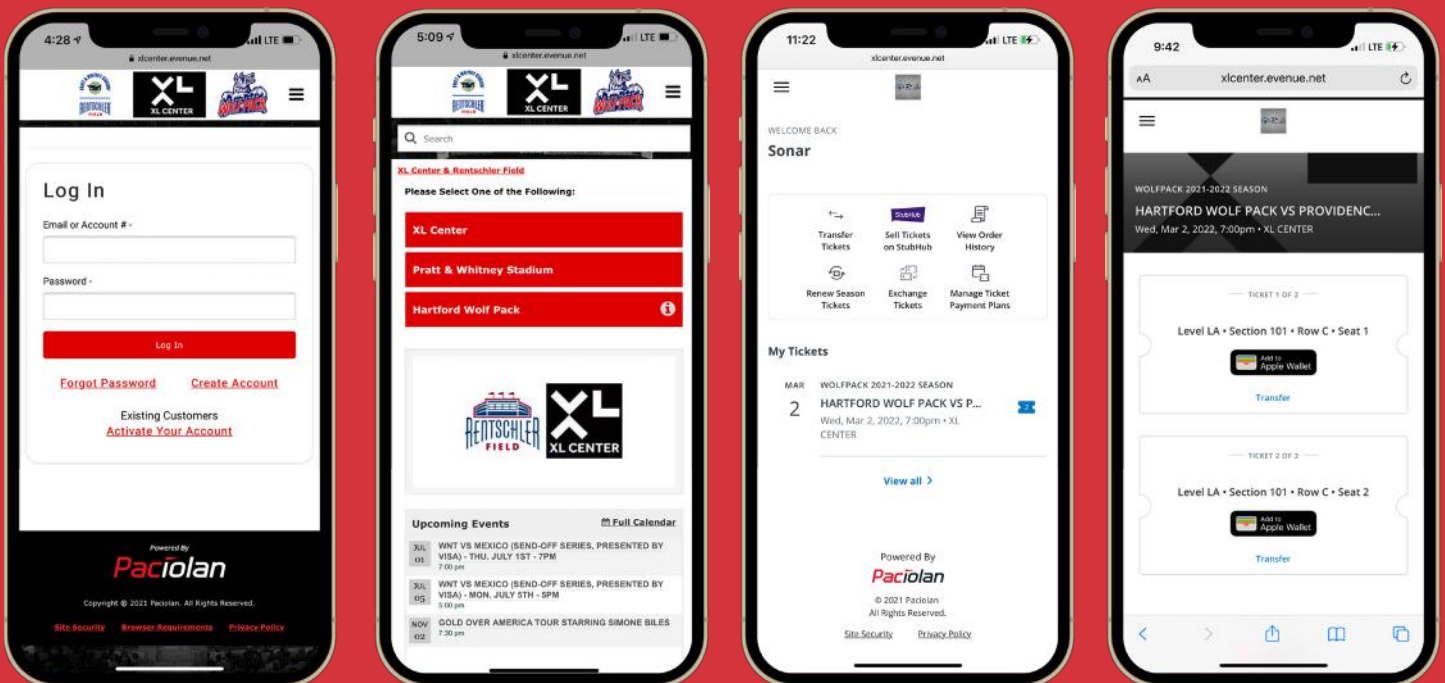 4:28
LTE
xlcenter.evenue.net
RENTSCHLER
FIELD
XL
XL CENTER
WOLF PACK
Log In
Email or Account # -
Password -
Log In
Forgot Password
Create Account
Existing Customers
Activate Your Account
Powered By
Paciolan
Copyright © 2021 Paciolan. All Rights Reserved.
Site Security Browser Requirements Privacy Policy
5:09
LTE
xlcenter.evenue.net
RENTSCHLER
FIELD
XL
XL CENTER
WOLF PACK
Search
XL Center & Rentschler Field
Please Select One of the Following:
XL Center
Pratt & Whitney Stadium
Hartford Wolf Pack
RENTSCHLER
FIELD
XL
XL CENTER
Upcoming Events
Full Calendar
JUL
01
WNT VS MEXICO (SEND-OFF SERIES, PRESENTED BY
VISA) - THU. JULY 1ST - 7PM
7:00 pm
JUL
05
WNT VS MEXICO (SEND-OFF SERIES, PRESENTED BY
VISA) - MON. JULY 5TH - 5PM
5:00 pm
NOV
02
GOLD OVER AMERICA TOUR STARRING SIMONE BILES
7:30 pm
11:22
LTE
xlcenter.evenue.net
WELCOME BACK
Sonar
Transfer
Tickets
StubHub
Sell Tickets
on StubHub
View Order
History
Renew Season
Tickets
Exchange
Tickets
Manage Ticket
Payment Plans
My Tickets
MAR
2
WOLFPACK 2021-2022 SEASON
HARTFORD WOLF PACK VS P...
Wed, Mar 2, 2022, 7:00pm • XL
CENTER
2
View all
Powered By
Paciolan
© 2021 Paciolan
All Rights Reserved.
Site Security Privacy Policy
9:42
LTE
AA
xlcenter.evenue.net
WOLFPACK 2021-2022 SEASON
HARTFORD WOLF PACK VS PROVIDENC...
Wed, Mar 2, 2022, 7:00pm • XL CENTER
TICKET 1 OF 2
Level LA • Section 101 • Row C • Seat 1
Add to
Apple Wallet
Transfer
TICKET 2 OF 2
Level LA • Section 101 • Row C • Seat 2
Add to
Apple Wallet
Transfer